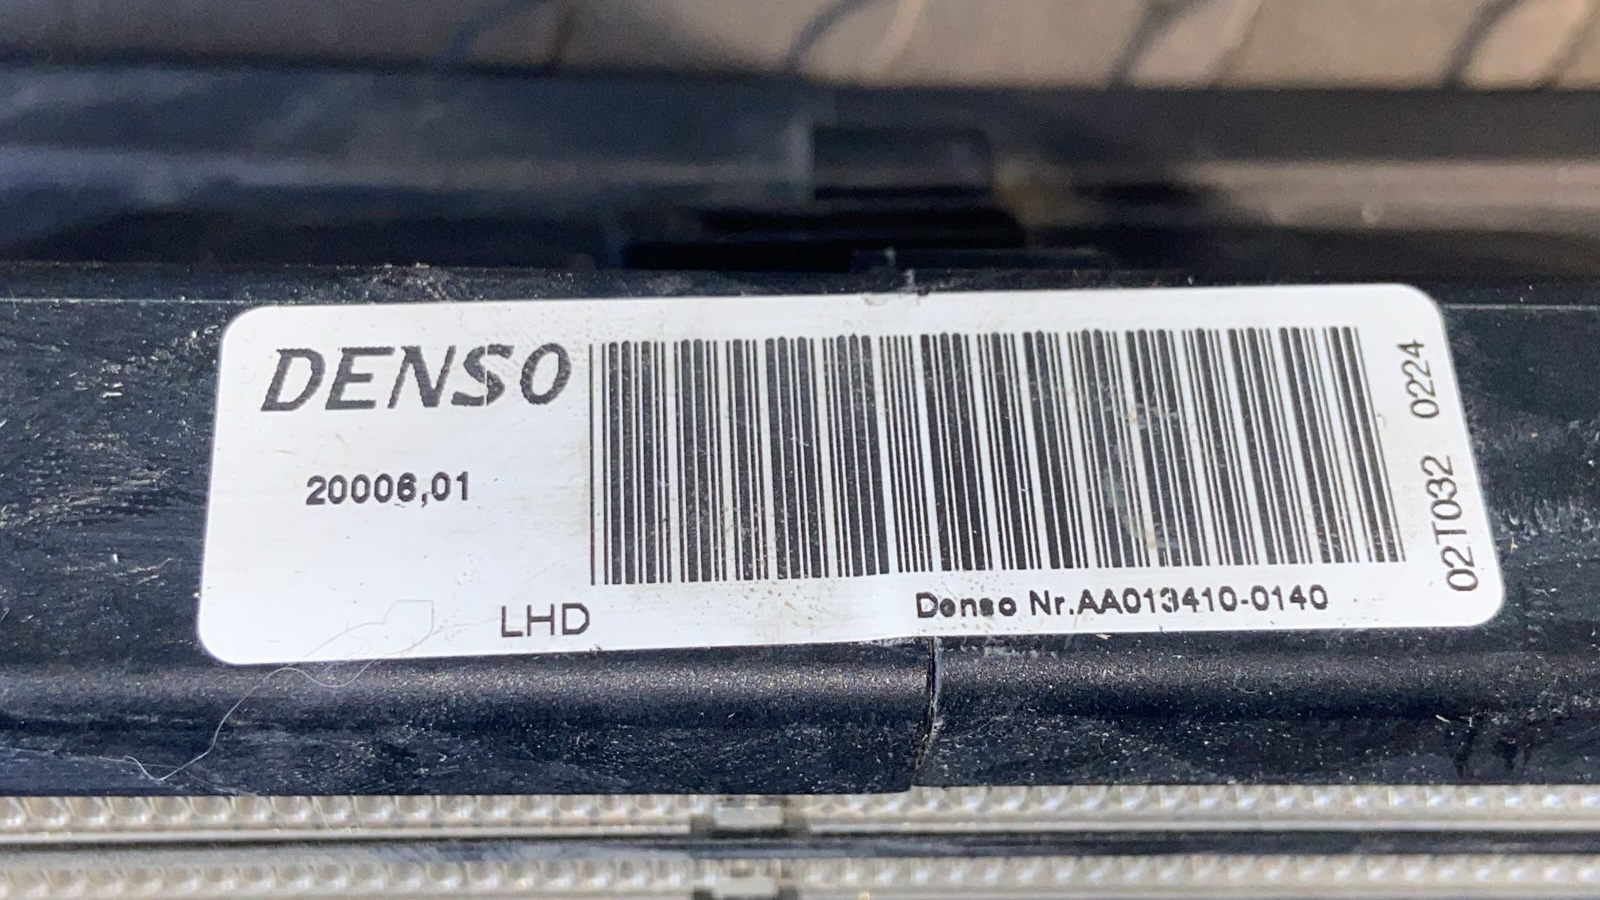 DENSO
20006,01
LHD
Denso Nr.AA013410-0140
02T032 0224